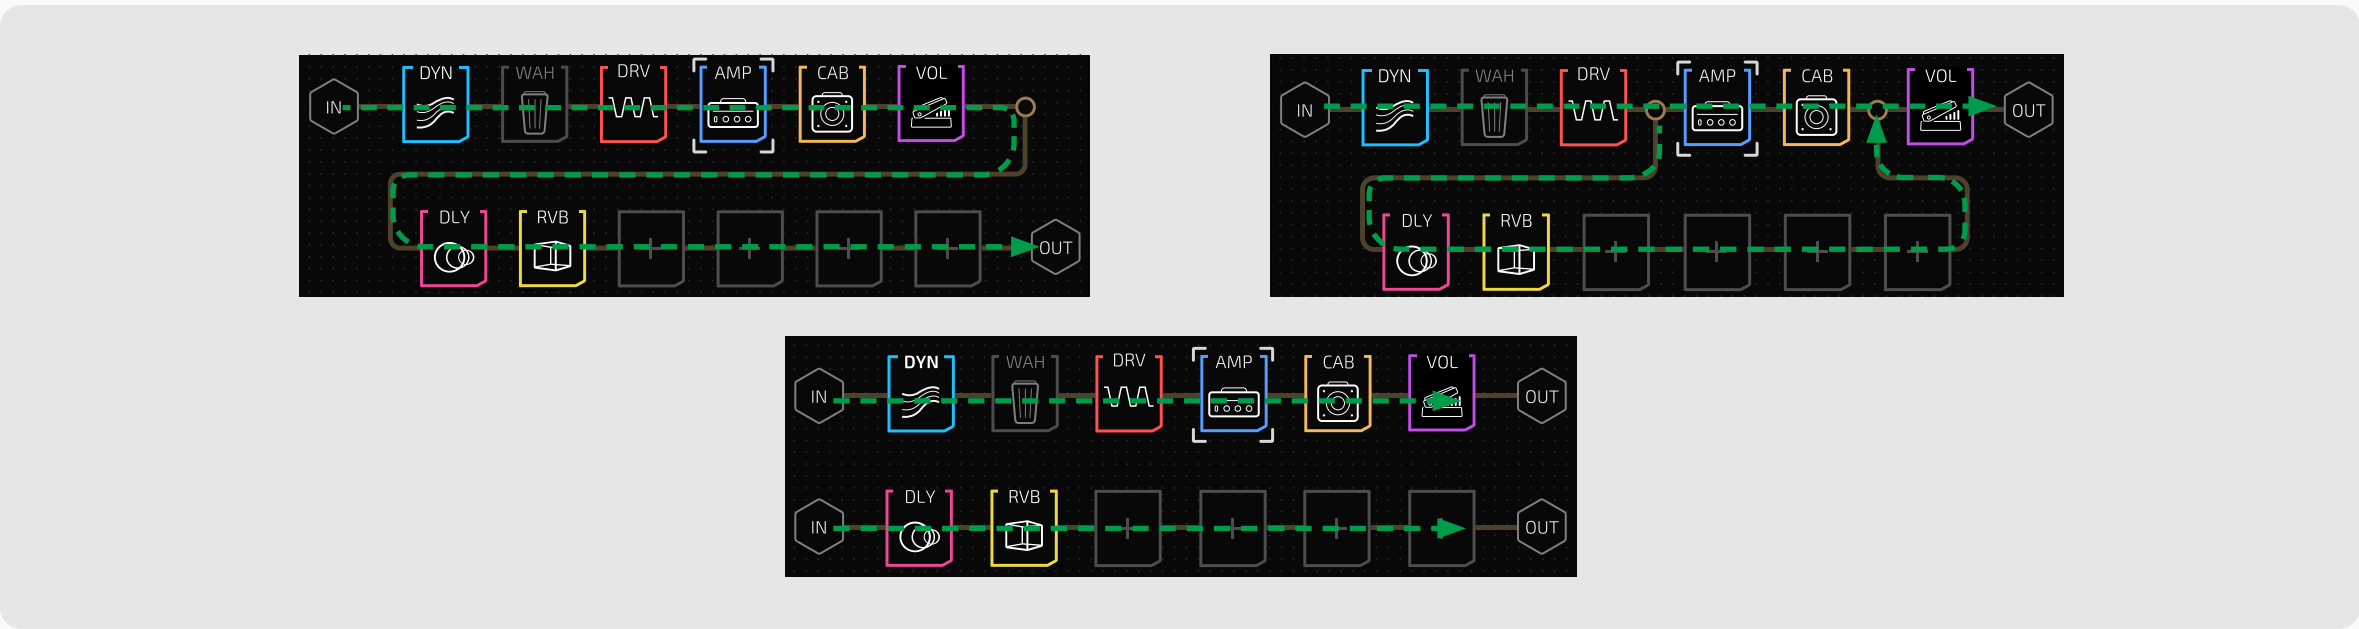 IN DYN WAH DRV AMP CAB VOL
DLY RVB OUT
IN DYN WAH DRV AMP CAB VOL OUT
DLY RVB
IN DYN WAH DRV AMP CAB VOL OUT
IN DLY RVB OUT